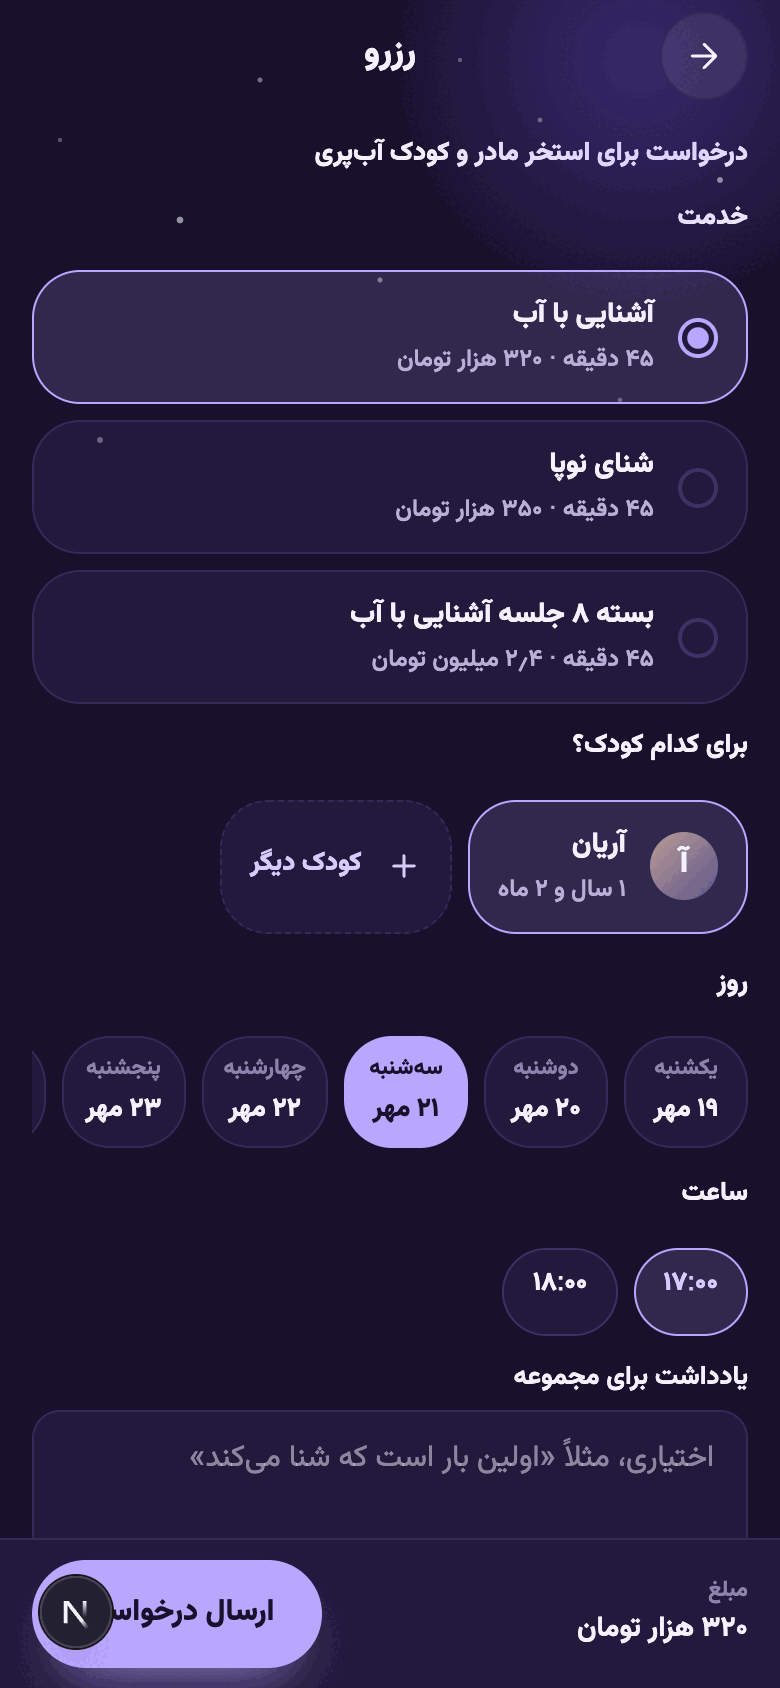 رزرو
درخواست برای استخر مادر و کودک آب‌پری
خدمت
آشنایی با آب
۴۵ دقیقه · ۳۲۰ هزار تومان
شنای نوپا
۴۵ دقیقه · ۳۵۰ هزار تومان
بسته ۸ جلسه آشنایی با آب
۴۵ دقیقه · ۲٫۴ میلیون تومان
برای کدام کودک؟
آ
آریان
۱ سال و ۲ ماه
کودک دیگر
روز
یکشنبه
۱۹ مهر
دوشنبه
۲۰ مهر
سه‌شنبه
۲۱ مهر
چهارشنبه
۲۲ مهر
پنجشنبه
۲۳ مهر
ساعت
۱۷:۰۰
۱۸:۰۰
یادداشت برای مجموعه
اختیاری، مثلاً «اولین بار است که شنا می‌کند»
مبلغ
۳۲۰ هزار تومان
ارسال
N